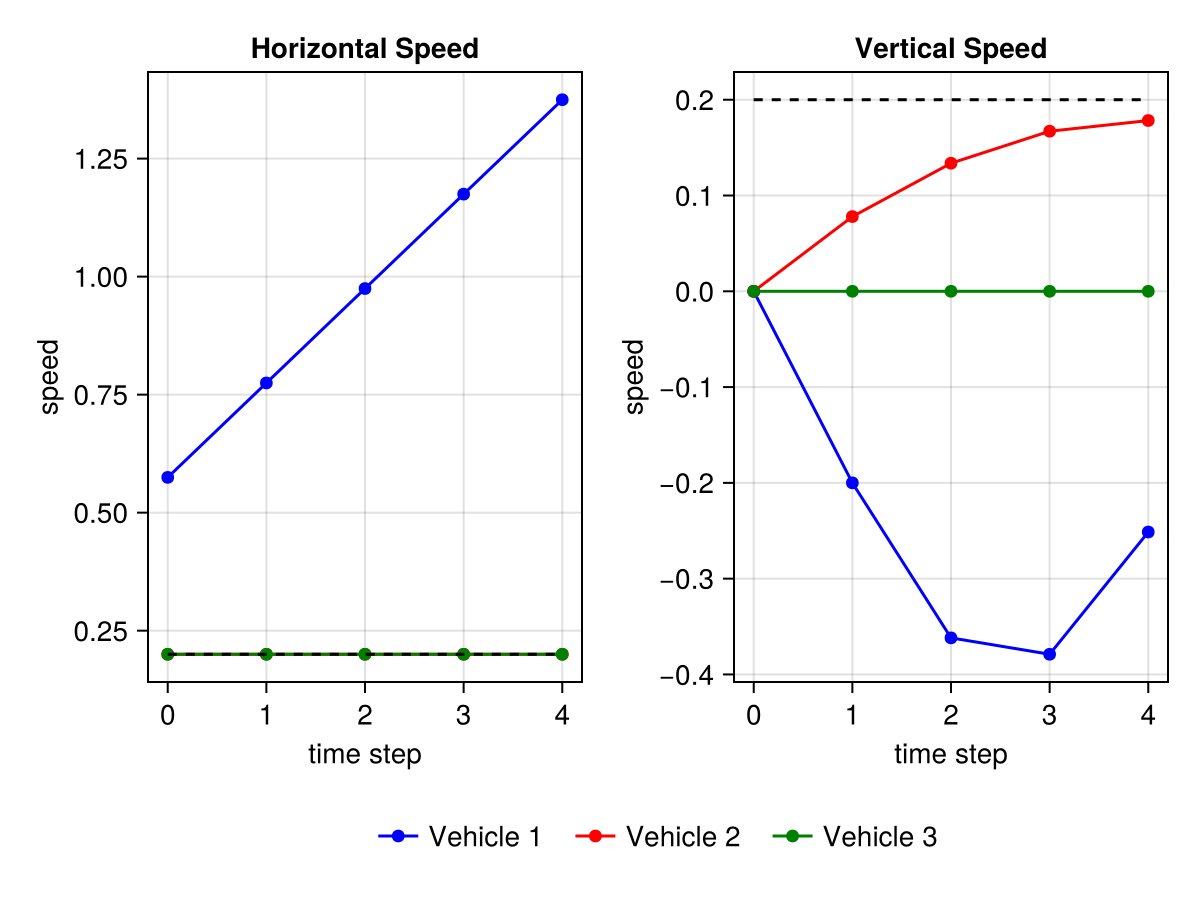 Horizontal Speed
1.25
1.00
0.75
0.50
0.25
speed
0 1 2 3 4
time step
Vertical Speed
0.2
0.1
0.0
−0.1
−0.2
−0.3
−0.4
speed
0 1 2 3 4
time step
Vehicle 1 Vehicle 2 Vehicle 3